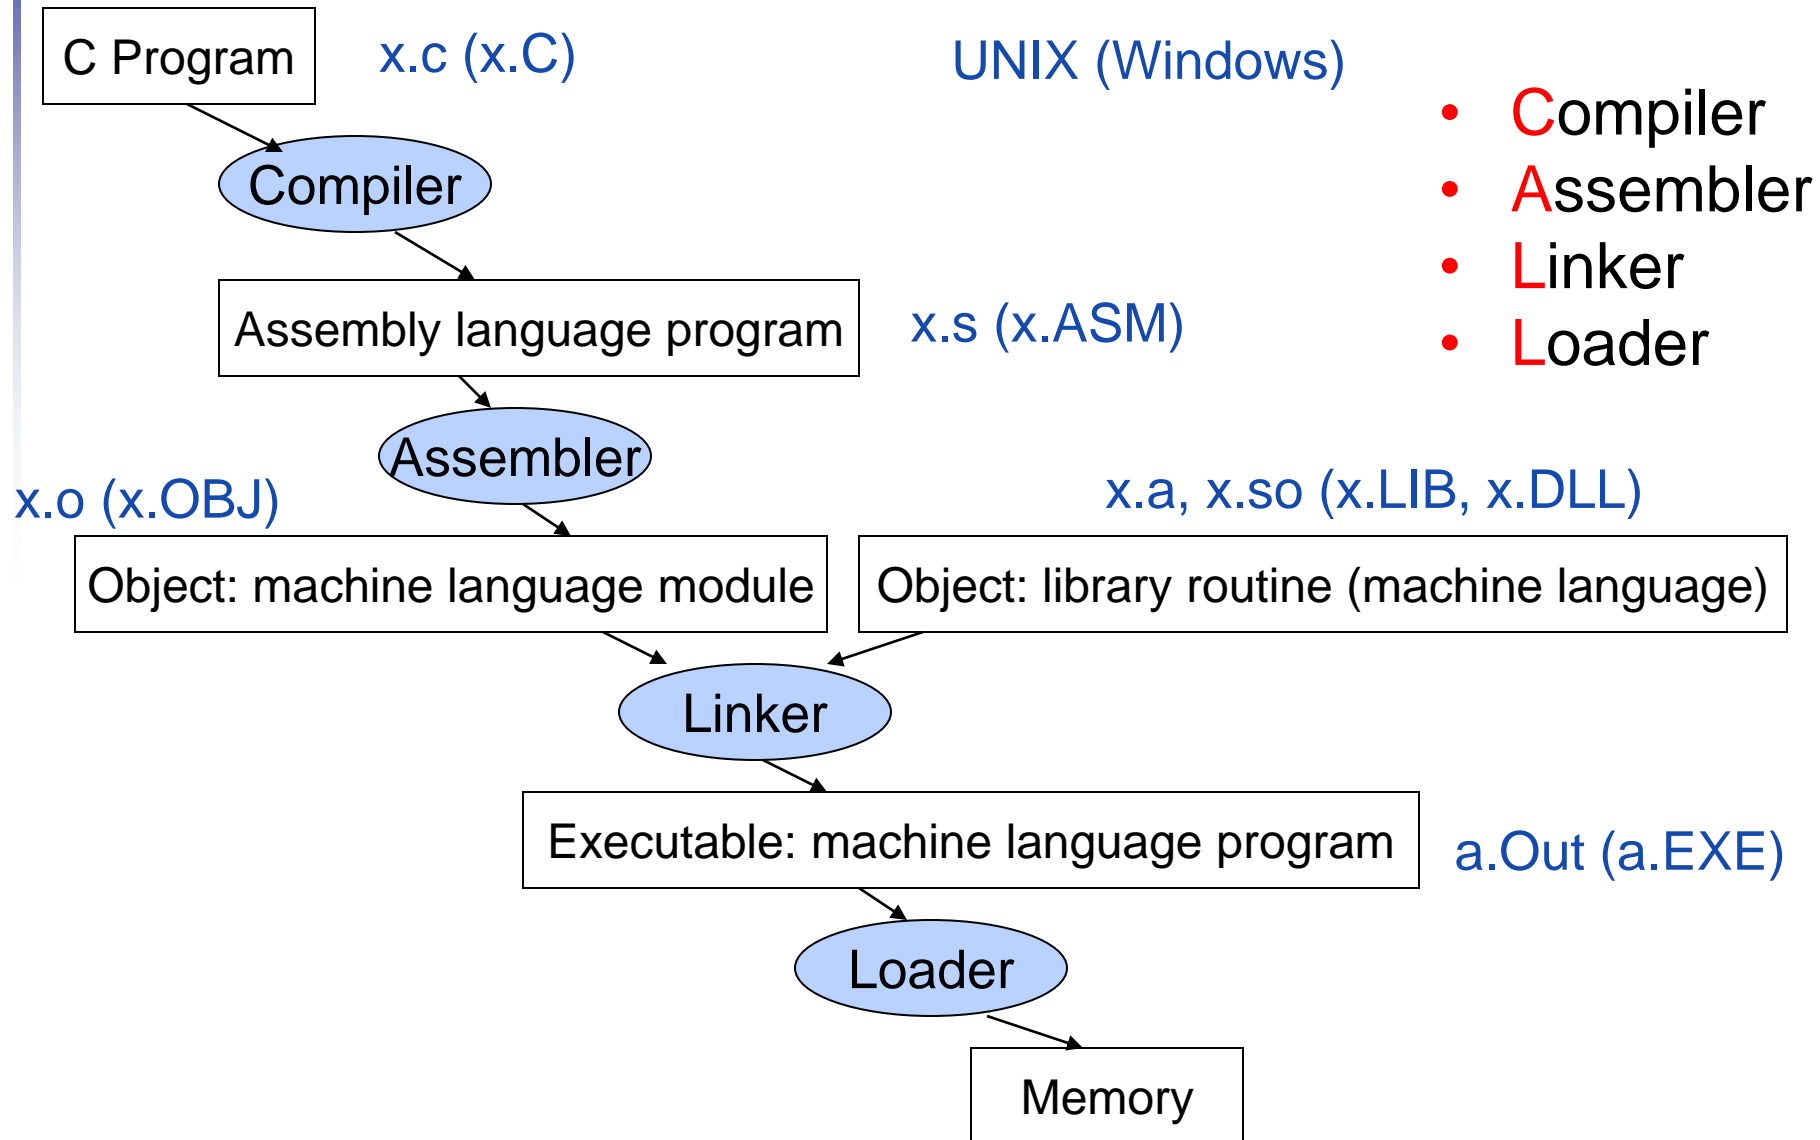 C Program
x.c (x.C)
UNIX (Windows)
• Compiler
• Assembler
• Linker
• Loader
Compiler
Assembly language program
x.s (x.ASM)
Assembler
x.o (x.OBJ)
x.a, x.so (x.LIB, x.DLL)
Object: machine language module
Object: library routine (machine language)
Linker
Executable: machine language program
a.Out (a.EXE)
Loader
Memory